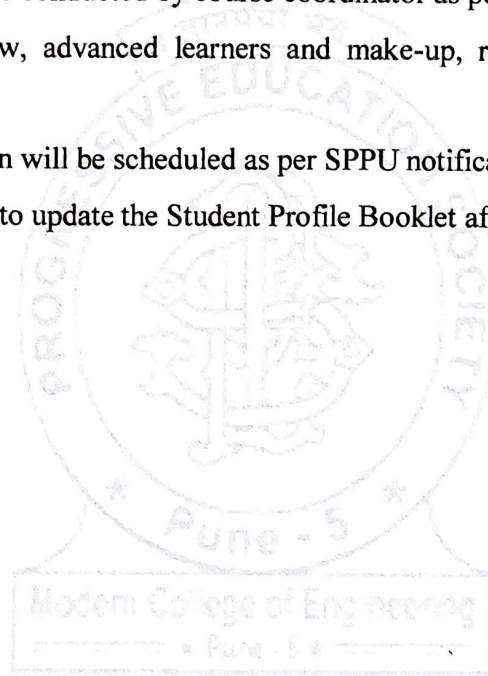 conducted by course coordinator as pe
w, advanced learners and make-up, r
n will be scheduled as per SPPU notifica
to update the Student Profile Booklet af
PROGRESSIVE EDUCATION SOCIETY
* Pune - 5 *
Modern College of Engineering
* Pune - 5 *